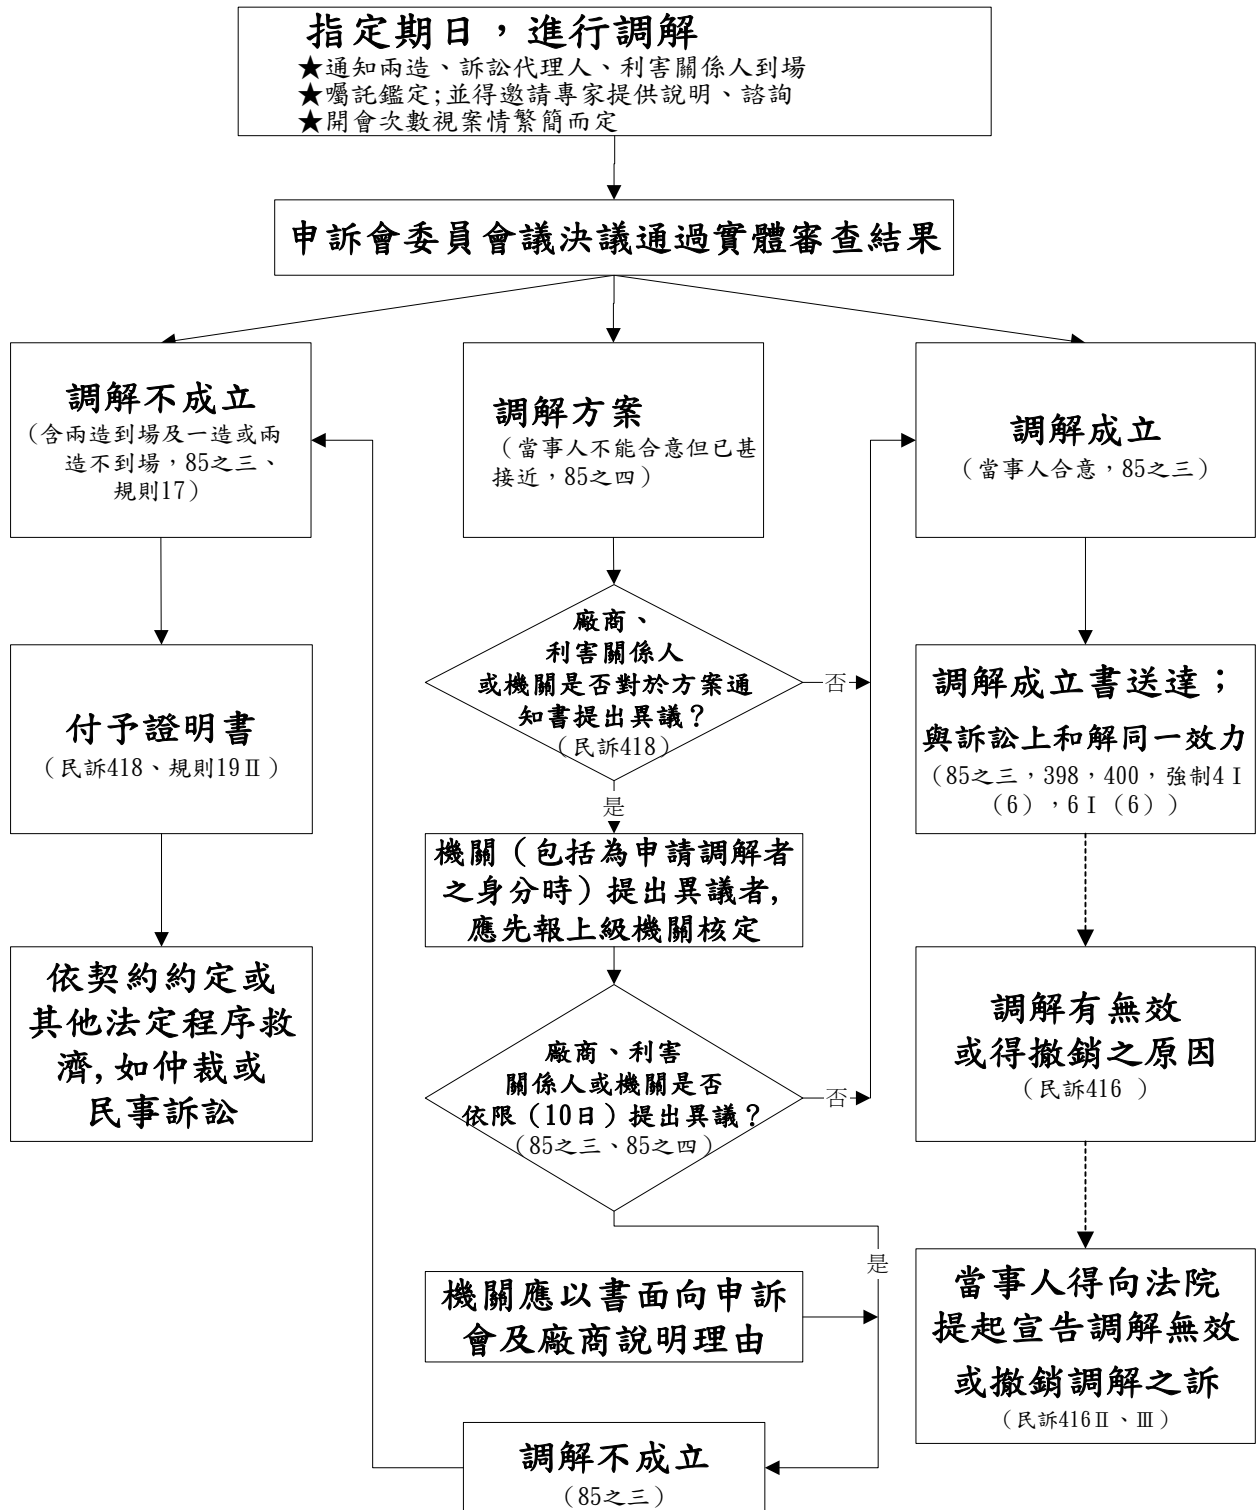 指定期日，進行調解
★通知兩造、訴訟代理人、利害關係人到場
★囑託鑑定;並得邀請專家提供說明、諮詢
★開會次數視案情繁簡而定
申訴會委員會議決議通過實體審查結果
調解不成立
（含兩造到場及一造或兩
造不到場，85之三、
規則17）
調解方案
（當事人不能合意但已甚
接近，85之四）
調解成立
（當事人合意，85之三）
廠商、
利害關係人
或機關是否對於方案通
知書提出異議？
（民訴418）
否
是
付予證明書
（民訴418、規則19Ⅱ）
調解成立書送達；
與訴訟上和解同一效力
（85之三，398，400，強制4Ⅰ
（6），6Ⅰ（6））
機關（包括為申請調解者
之身分時）提出異議者,
應先報上級機關核定
依契約約定或
其他法定程序救
濟,如仲裁或
民事訴訟
廠商、利害
關係人或機關是否
依限（10日）提出異議？
（85之三、85之四）
否
是
調解有無效
或得撤銷之原因
（民訴416 ）
機關應以書面向申訴
會及廠商說明理由
當事人得向法院
提起宣告調解無效
或撤銷調解之訴
（民訴416Ⅱ、Ⅲ）
調解不成立
（85之三）